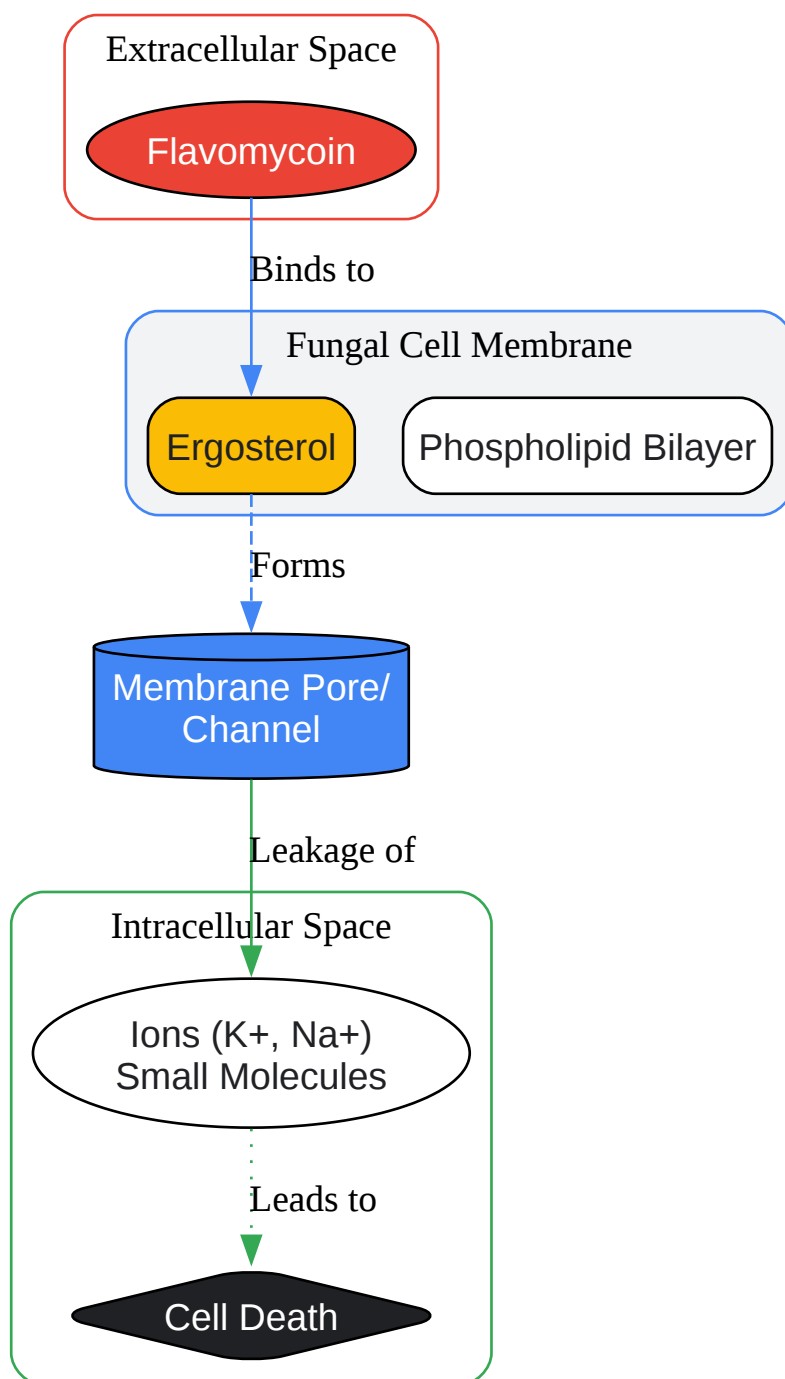 Extracellular Space
Flavomycoin
Binds to
Fungal Cell Membrane
Ergosterol
Phospholipid Bilayer
Forms
Membrane Pore/
Channel
Leakage of
Intracellular Space
Ions (K+, Na+)
Small Molecules
Leads to
Cell Death